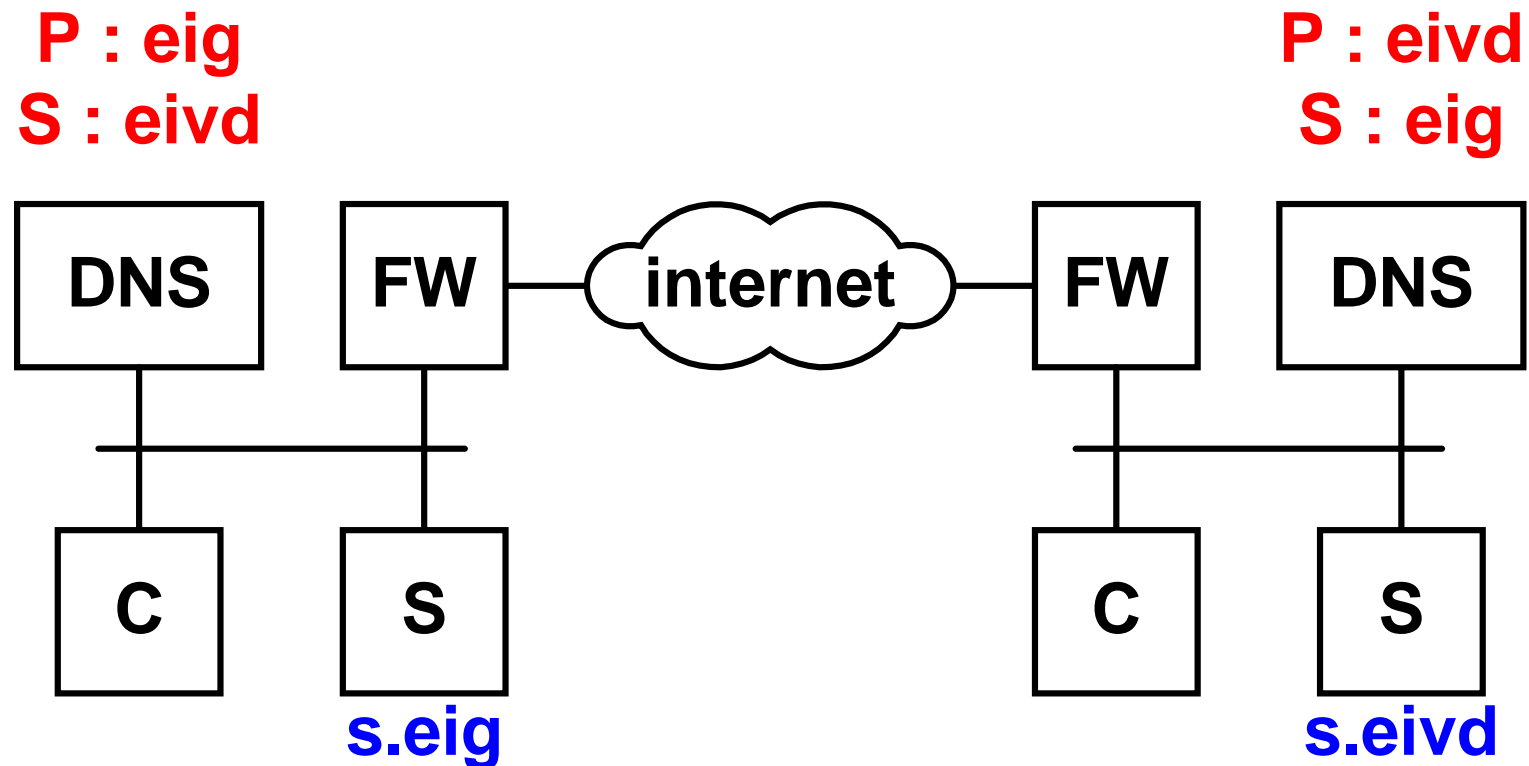 P : eig
S : eivd
P : eivd
S : eig
DNS
FW
internet
FW
DNS
C
S
C
S
s.eig
s.eivd